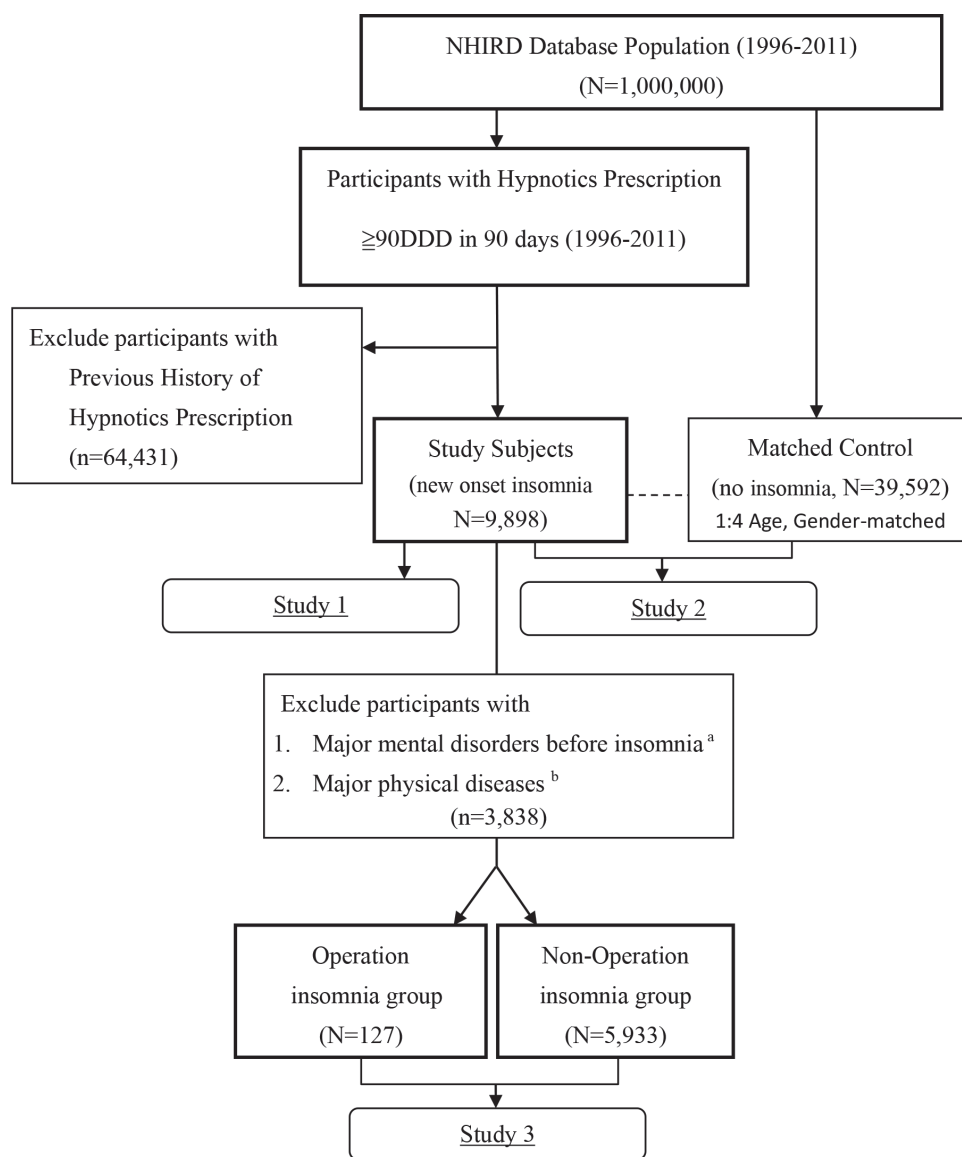 NHIRD Database Population (1996-2011)
(N=1,000,000)
Participants with Hypnotics Prescription
≧90DDD in 90 days (1996-2011)
Exclude participants with
Previous History of
Hypnotics Prescription
(n=64,431)
Study Subjects
(new onset insomnia
N=9,898)
Matched Control
(no insomnia, N=39,592)
1:4 Age, Gender-matched
Study 1
Study 2
Exclude participants with
1. Major mental disorders before insomnia a
2. Major physical diseases b
(n=3,838)
Operation
insomnia group
(N=127)
Non-Operation
insomnia group
(N=5,933)
Study 3